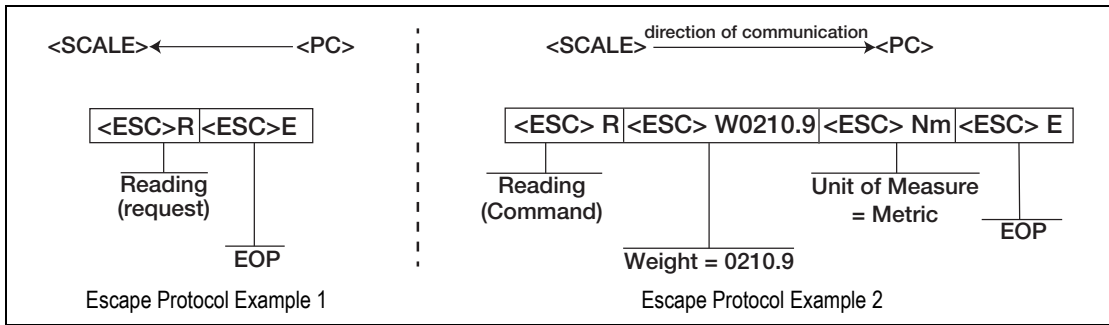 <SCALE> <PC>
<ESC>R <ESC>E
Reading
(request)
EOP
Escape Protocol Example 1
direction of communication
<SCALE> <PC>
<ESC> R <ESC> W0210.9 <ESC> Nm <ESC> E
Reading
(Command)
Unit of Measure
= Metric
EOP
Weight = 0210.9
Escape Protocol Example 2